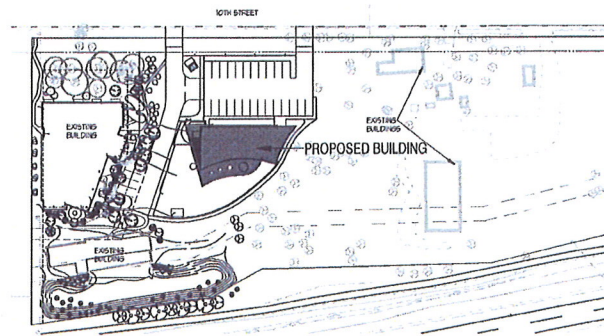 10TH STREET
EXISTING
BUILDING
EXISTING
BUILDINGS
PROPOSED BUILDING
EXISTING
BUILDING